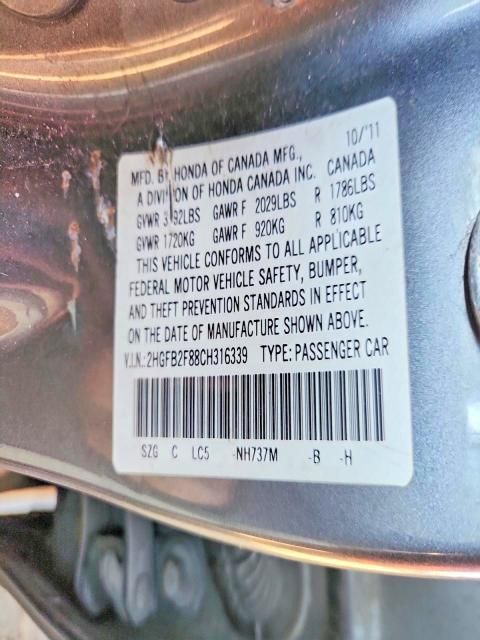 10/'11
MFD. BY HONDA OF CANADA MFG.,
A DIVISION OF HONDA CANADA INC. CANADA
GVWR GAWR F 2029LBS R 1786LBS
GVWR 1720KG GAWR F 920KG R 810KG
THIS VEHICLE CONFORMS TO ALL APPLICABLE
FEDERAL MOTOR VEHICLE SAFETY, BUMPER,
AND THEFT PREVENTION STANDARDS IN EFFECT
ON THE DATE OF MANUFACTURE SHOWN ABOVE.
V.I.N.:2HGFB2F88CH316339 TYPE:PASSENGER CAR
SZG C LC5 -NH737M -B -H